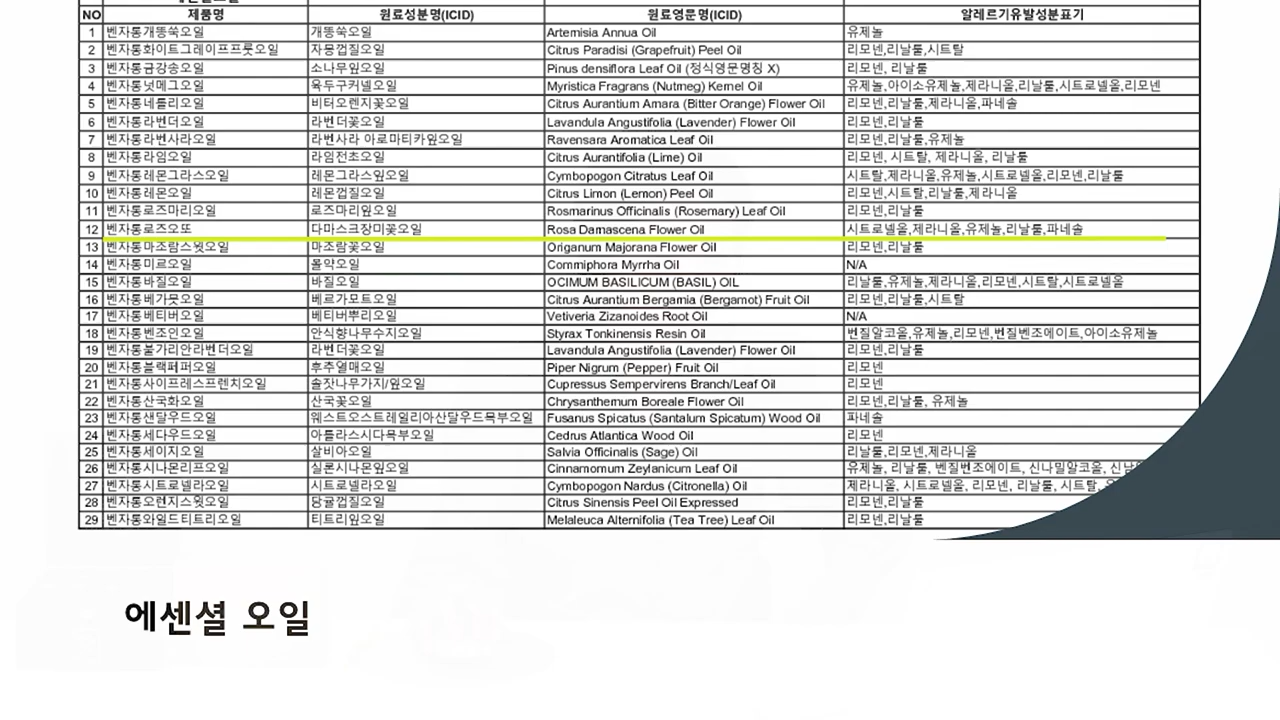 NO 제품명 원료성분명(ICID) 원료영문명(ICID) 알레르기유발성분표기
1 벤자롱개똥쑥오일 개똥쑥오일 Artemisia Annua Oil 유제놀
2 벤자롱화이트그레이프프룻오일 자몽껍질오일 Citrus Paradisi (Grapefruit) Peel Oil 리모넨,리날룰,시트랄
3 벤자롱금강송오일 소나무잎오일 Pinus densiflora Leaf Oil (정식영문명칭 X) 리모넨, 리날룰
4 벤자롱넛메그오일 육두구커넬오일 Myristica Fragrans (Nutmeg) Kernel Oil 유제놀,아이소유제놀,제라니올,리날룰,시트로넬올,리모넨
5 벤자롱네롤리오일 비터오렌지꽃오일 Citrus Aurantium Amara (Bitter Orange) Flower Oil 리모넨,리날룰,제라니올,파네솔
6 벤자롱라벤더오일 라벤더꽃오일 Lavandula Angustifolia (Lavender) Flower Oil 리모넨,리날룰
7 벤자롱라벤사라오일 라벤사라 아로마티카잎오일 Ravensara Aromatica Leaf Oil 리모넨,리날룰,유제놀
8 벤자롱라임오일 라임전초오일 Citrus Aurantifolia (Lime) Oil 리모넨, 시트랄, 제라니올, 리날룰
9 벤자롱레몬그라스오일 레몬그라스잎오일 Cymbopogon Citratus Leaf Oil 시트랄,제라니올,유제놀,시트로넬올,리모넨,리날룰
10 벤자롱레몬오일 레몬껍질오일 Citrus Limon (Lemon) Peel Oil 리모넨,시트랄,리날룰,제라니올
11 벤자롱로즈마리오일 로즈마리잎오일 Rosmarinus Officinalis (Rosemary) Leaf Oil 리모넨,리날룰
12 벤자롱로즈오또 다마스크장미꽃오일 Rosa Damascena Flower Oil 시트로넬올,제라니올,유제놀,리날룰,파네솔
13 벤자롱마조람스윗오일 마조람꽃오일 Origanum Majorana Flower Oil 리모넨,리날룰
14 벤자롱미르오일 몰약오일 Commiphora Myrrha Oil N/A
15 벤자롱바질오일 바질오일 OCIMUM BASILICUM (BASIL) OIL 리날룰,유제놀,제라니올,리모넨,시트랄,시트로넬올
16 벤자롱베가못오일 베르가모트오일 Citrus Aurantium Bergamia (Bergamot) Fruit Oil 리모넨,리날룰,시트랄
17 벤자롱베티버오일 베티버뿌리오일 Vetiveria Zizanoides Root Oil N/A
18 벤자롱벤조인오일 안식향나무수지오일 Styrax Tonkinensis Resin Oil 벤질알코올,유제놀,리모넨,벤질벤조에이트,아이소유제놀
19 벤자롱불가리안라벤더오일 라벤더꽃오일 Lavandula Angustifolia (Lavender) Flower Oil 리모넨,리날룰
20 벤자롱블랙페퍼오일 후추열매오일 Piper Nigrum (Pepper) Fruit Oil 리모넨
21 벤자롱사이프레스프렌치오일 솔잣나무가지/잎오일 Cupressus Sempervirens Branch/Leaf Oil 리모넨
22 벤자롱산국화오일 산국꽃오일 Chrysanthemum Boreale Flower Oil 리모넨,리날룰, 유제놀
23 벤자롱샌달우드오일 웨스트오스트레일리아산달우드목부오일 Fusanus Spicatus (Santalum Spicatum) Wood Oil 파네솔
24 벤자롱세다우드오일 아틀라스시다목부오일 Cedrus Atlantica Wood Oil 리모넨
25 벤자롱세이지오일 살비아오일 Salvia Officinalis (Sage) Oil 리날룰,리모넨,제라니올
26 벤자롱시나몬리프오일 실론시나몬잎오일 Cinnamomum Zeylanicum Leaf Oil 유제놀, 리날룰, 벤질벤조에이트, 신나밀알코올,
27 벤자롱시트로넬라오일 시트로넬라오일 Cymbopogon Nardus (Citronella) Oil 제라니올, 시트로넬올, 리모넨, 리날룰, 시트랄,
28 벤자롱오렌지스윗오일 당귤껍질오일 Citrus Sinensis Peel Oil Expressed 리모넨,리날룰
29 벤자롱와일드티트리오일 티트리잎오일 Melaleuca Alternifolia (Tea Tree) Leaf Oil 리모넨,리날룰
에센셜 오일